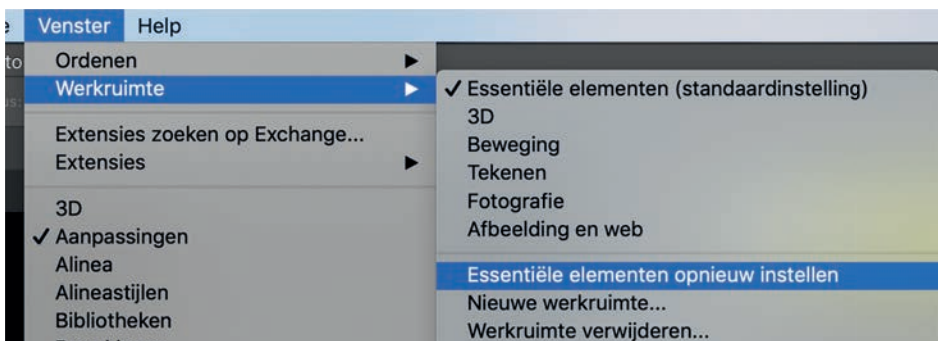 Venster Help
Ordenen
Werkruimte
Extensies zoeken op Exchange...
Extensies
3D
✓ Aanpassingen
Alinea
Alineastijlen
Bibliotheken
✓ Essentiële elementen (standaardinstelling)
3D
Beweging
Tekenen
Fotografie
Afbeelding en web
Essentiële elementen opnieuw instellen
Nieuwe werkruimte...
Werkruimte verwijderen...